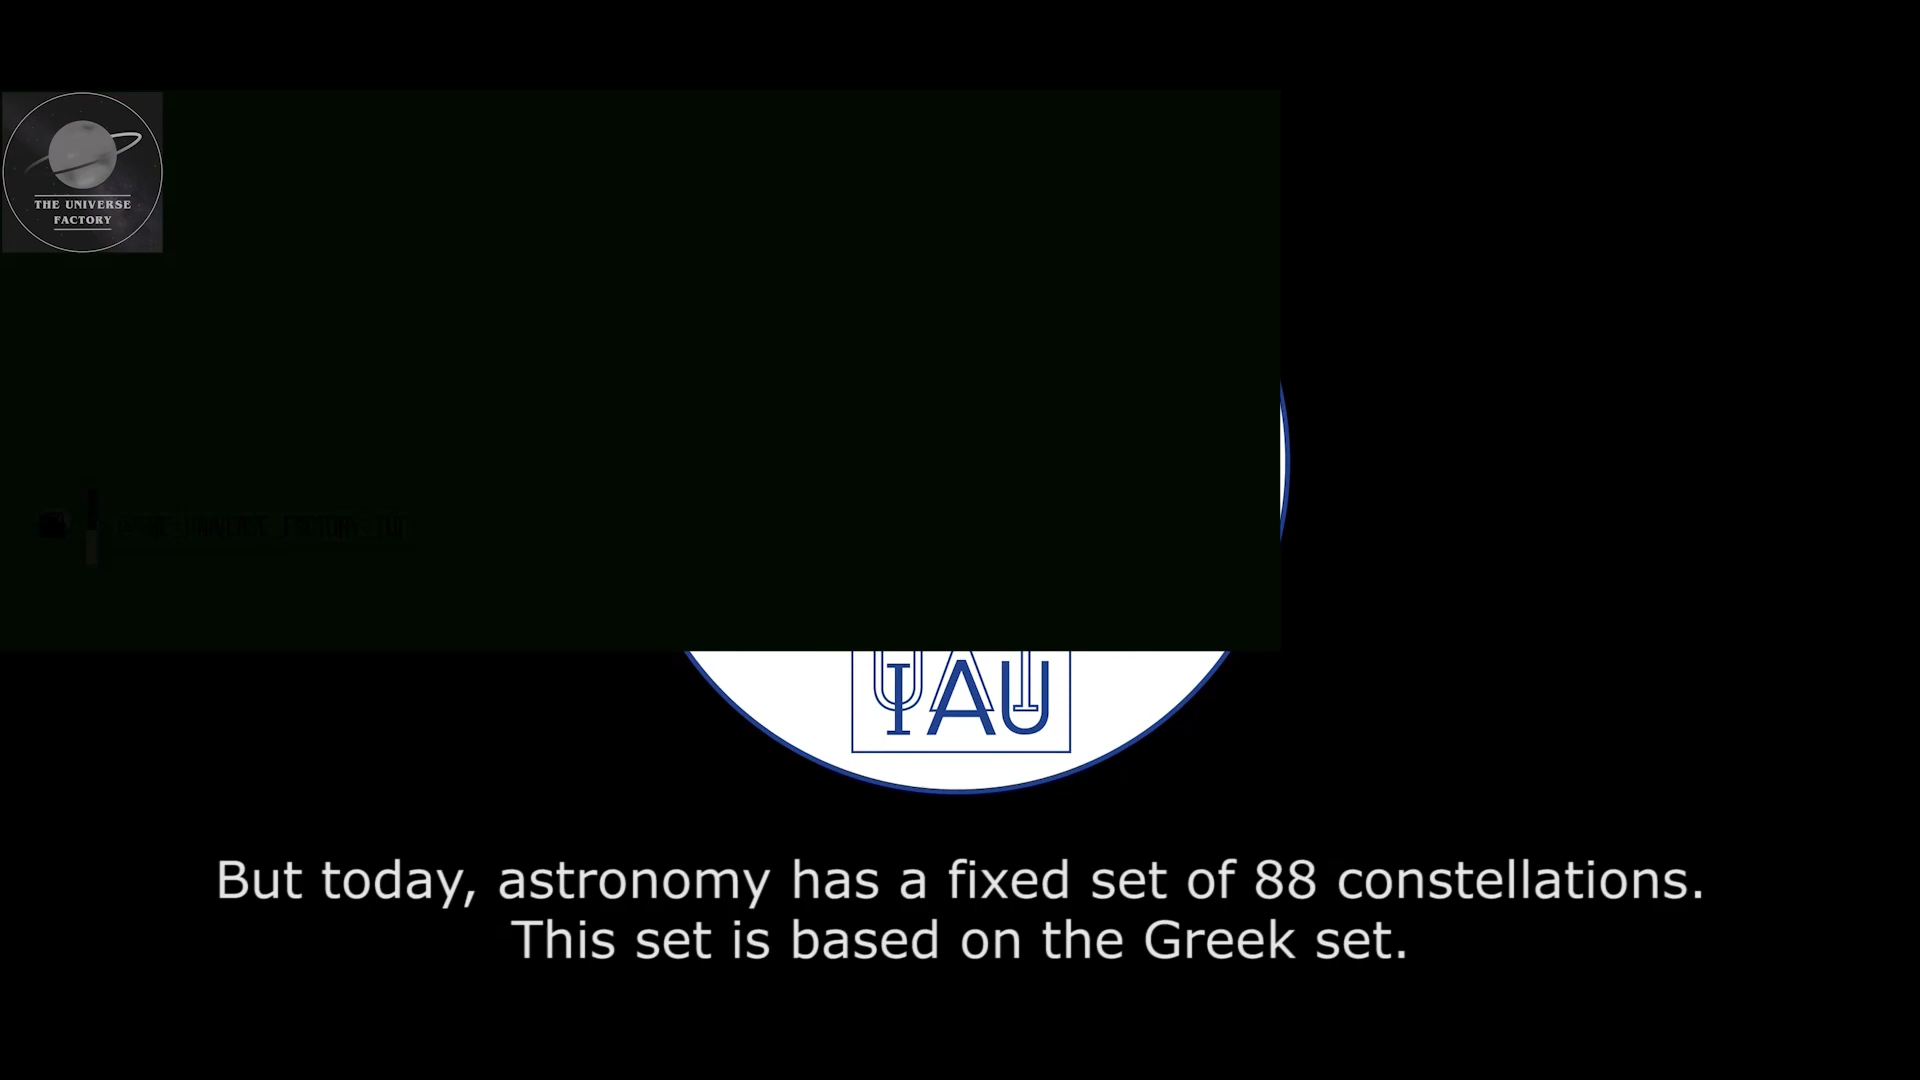 THE UNIVERSE
FACTORY
UAI
IAU
But today, astronomy has a fixed set of 88 constellations.
This set is based on the Greek set.